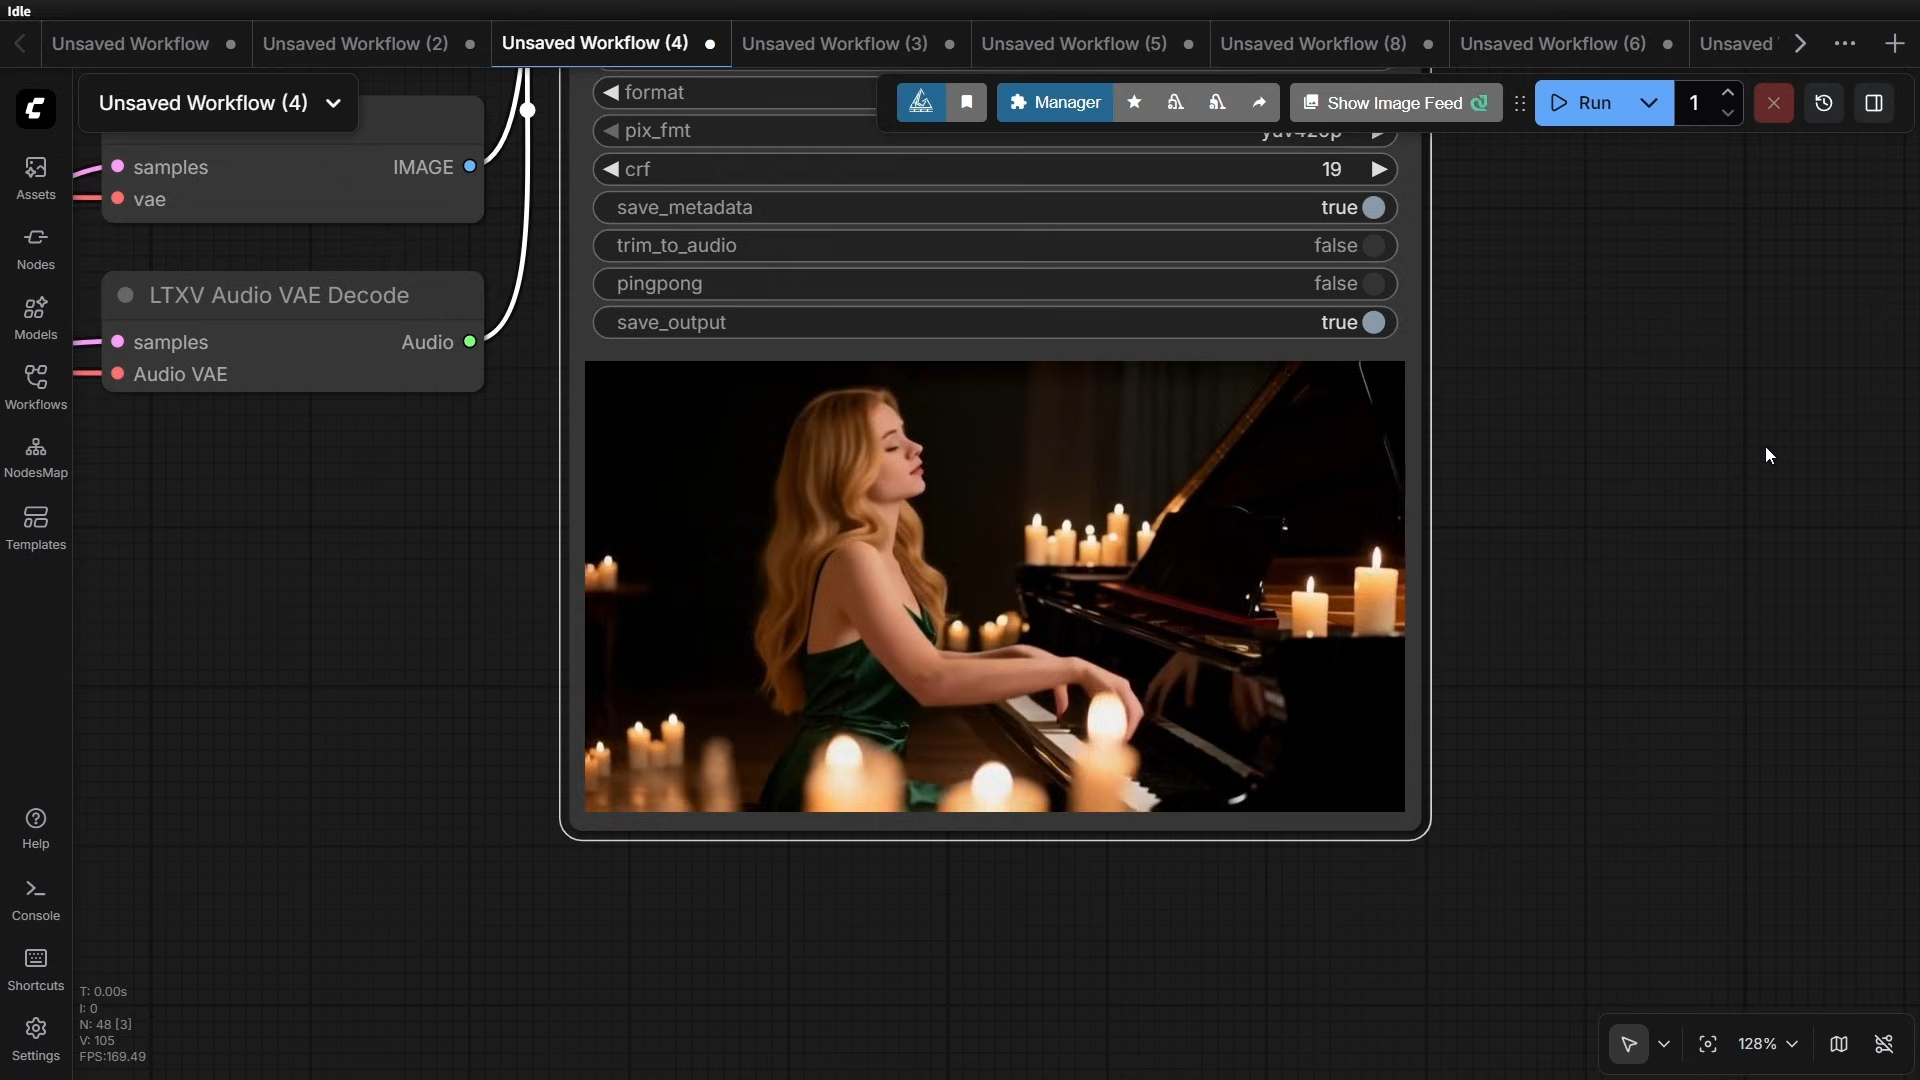 Idle
Unsaved Workflow
Unsaved Workflow (2)
Unsaved Workflow (4)
Unsaved Workflow (3)
Unsaved Workflow (5)
Unsaved Workflow (8)
Unsaved Workflow (6)
Unsaved
Unsaved Workflow (4)
Manager
Show Image Feed
Run
1
Assets
Nodes
Models
Workflows
NodesMap
Templates
Help
Console
Shortcuts
Settings
samples
IMAGE
vae
LTXV Audio VAE Decode
samples
Audio
Audio VAE
format
pix_fmt
yuv420p
crf
19
save_metadata
true
trim_to_audio
false
pingpong
false
save_output
true
T: 0.00s
I: 0
N: 48 [3]
V: 105
FPS:169.49
128%